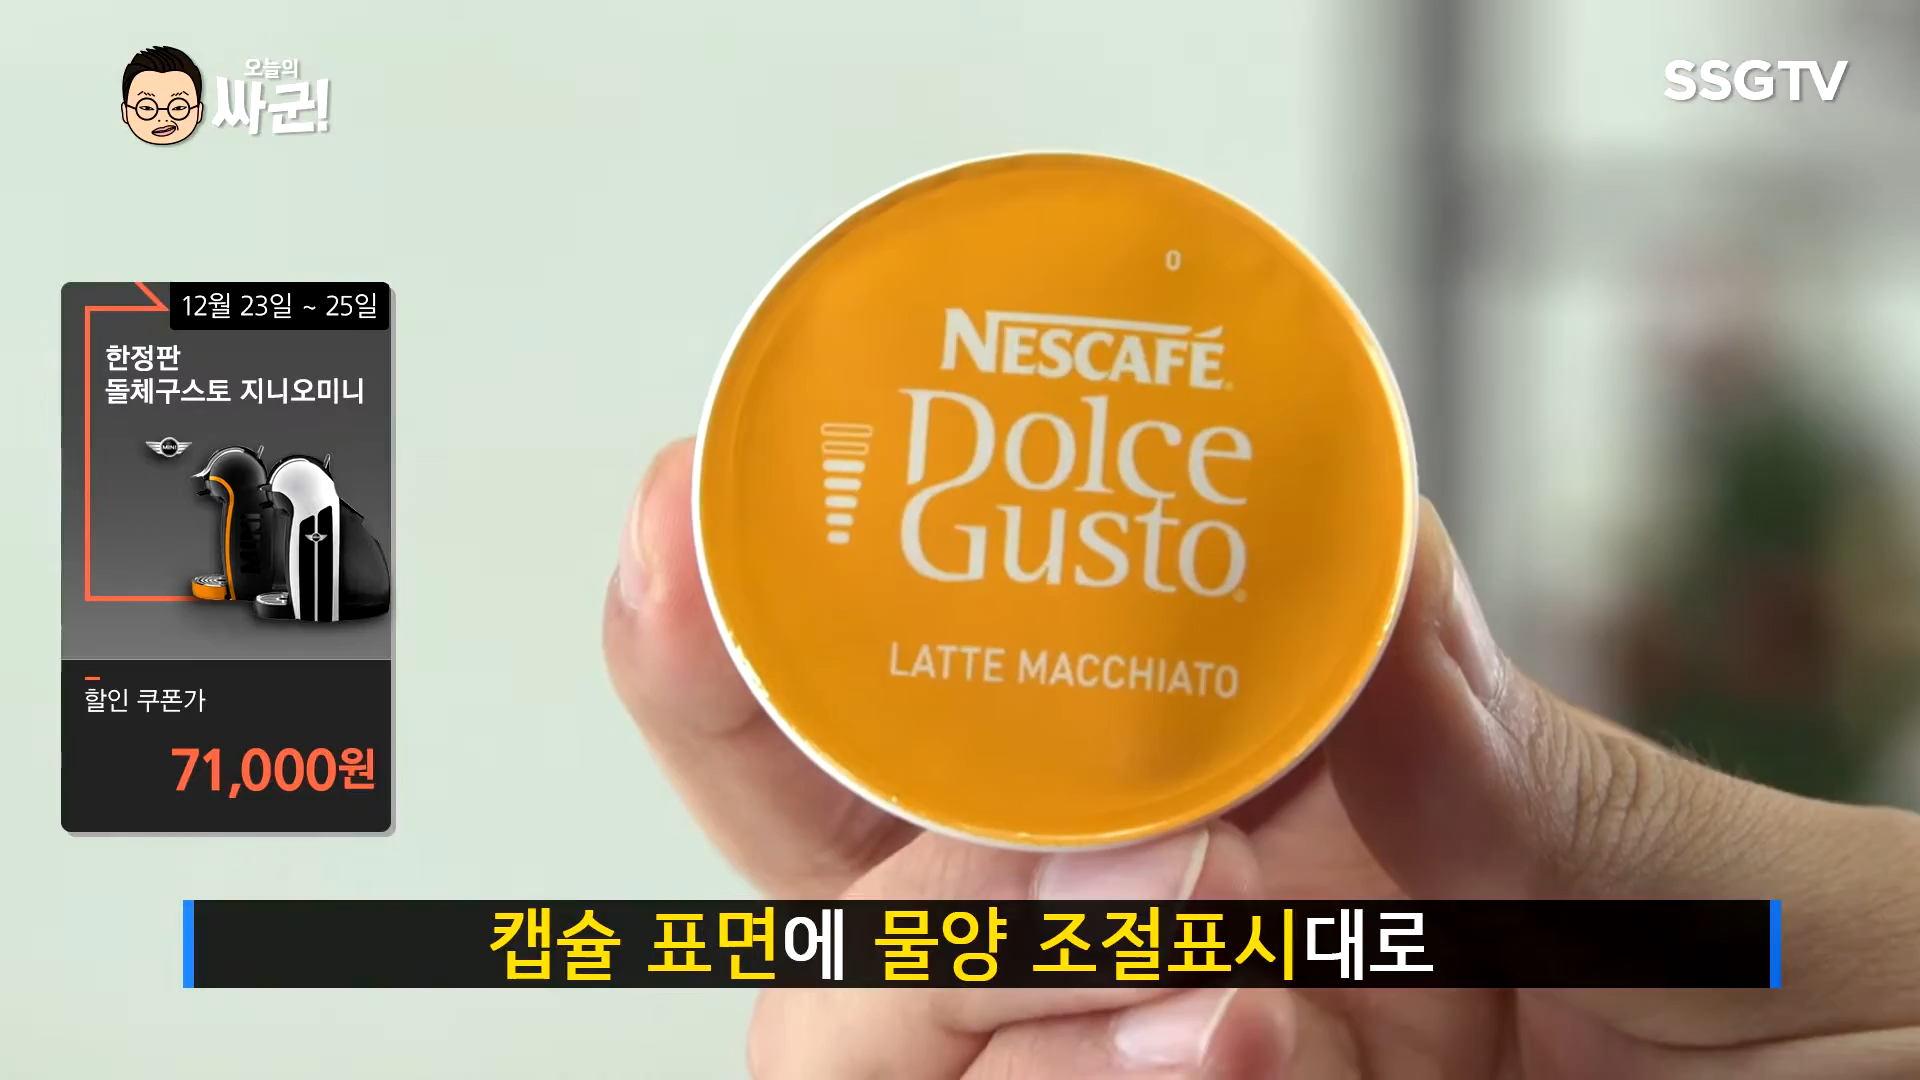 오늘의
싸군!
SSGTV
12월 23일 ~ 25일
한정판
돌체구스토 지니오미니
MINI
할인 쿠폰가
71,000원
0
NESCAFÉ®
DOLCE
GUSTO®
LATTE MACCHIATO
캡슐 표면에 물양 조절표시대로